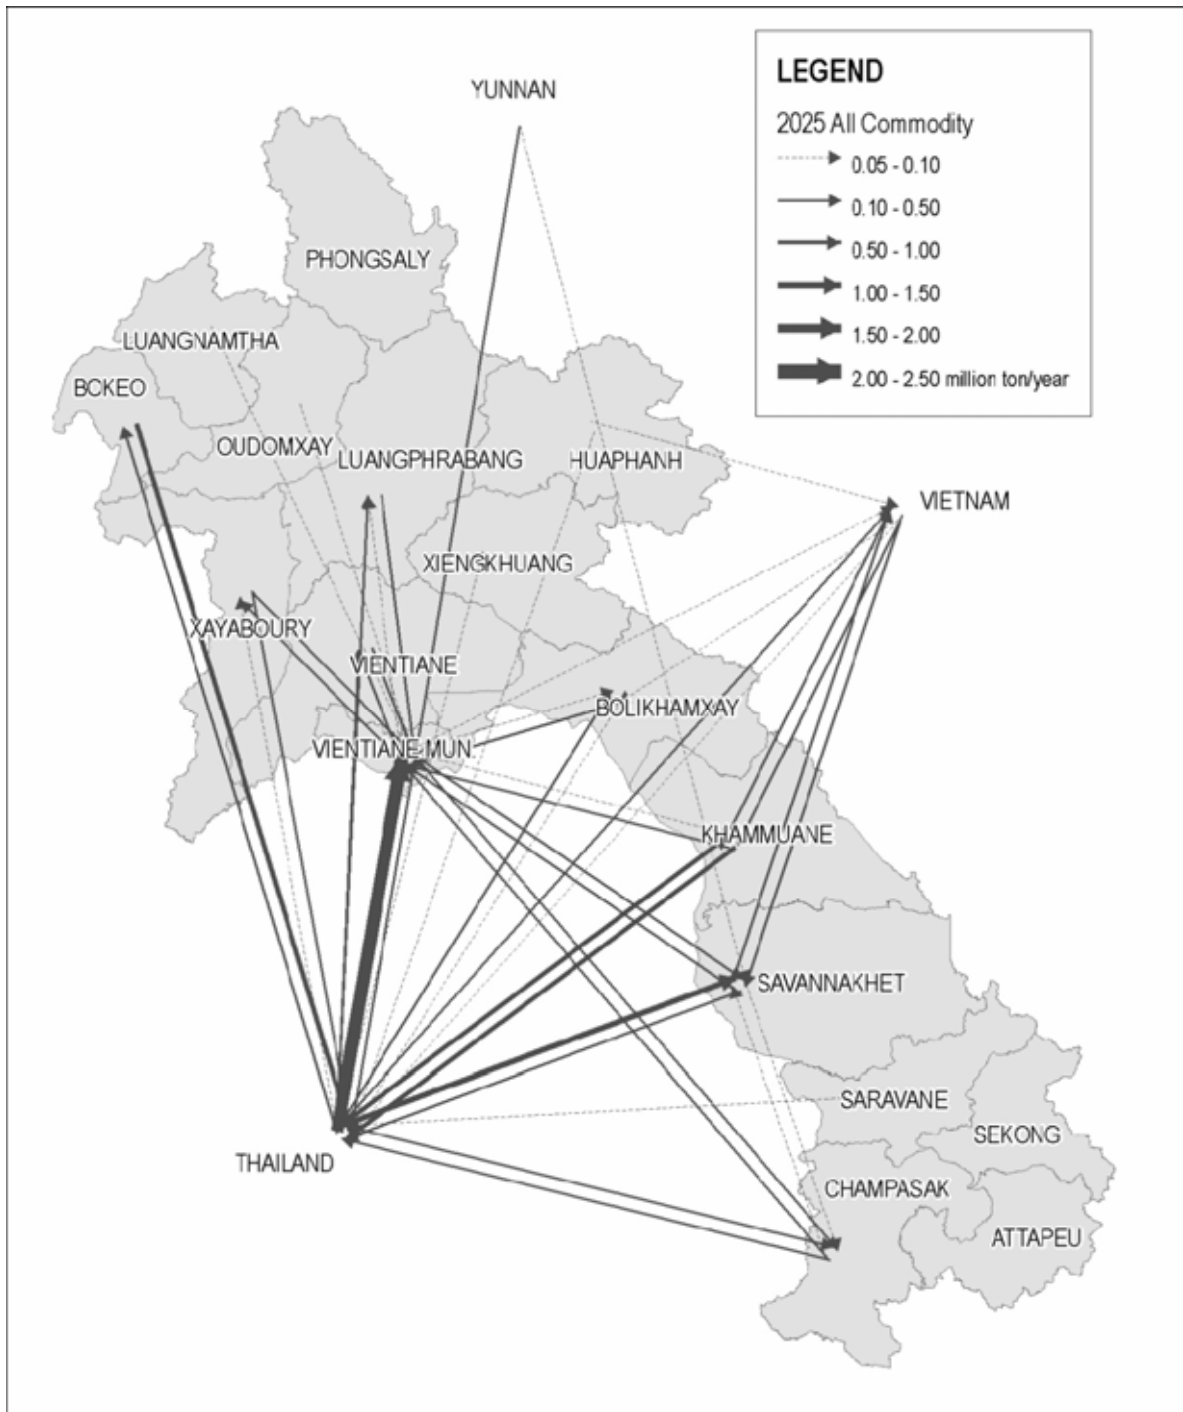 YUNNAN
LEGEND
2025 All Commodity
0.05 - 0.10
0.10 - 0.50
0.50 - 1.00
1.00 - 1.50
1.50 - 2.00
2.00 - 2.50 million ton/year
PHONGSALY
LUANGNAMTHA
BCKEO
OUDOMXAY
LUANGPHRABANG
HUAPHANH
VIETNAM
XIENGKHUANG
XAYABOURY
VIENTIANE
BOLIKHAMXAY
VIENTIANE MUN
KHAMMUANE
SAVANNAKHET
SARAVANE
SEKONG
THAILAND
CHAMPASAK
ATTAPEU